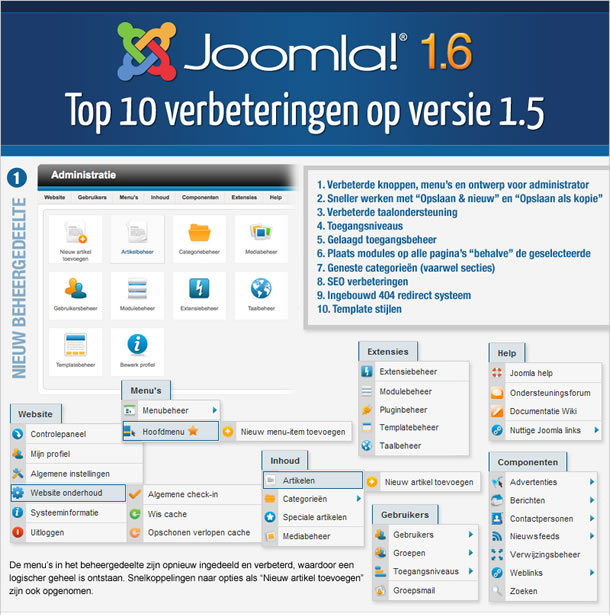 Joomla!® 1.6
Top 10 verbeteringen op versie 1.5
1
NIEUW BEHEERGEDEELTE
Administratie
Website Gebruikers Menu's Inhoud Componenten Extensies Help
Nieuw artikel toevoegen
Artikelbeheer
Categoriebeheer
Mediabeheer
Gebruikersbeheer
Modulebeheer
Extensiebeheer
Taalbeheer
Templatebeheer
Bewerk profiel
1. Verbeterde knoppen, menu's en ontwerp voor administrator
2. Sneller werken met “Opslaan & nieuw” en “Opslaan als kopie”
3. Verbeterde taalondersteuning
4. Toegangsniveaus
5. Gelaagd toegangsbeheer
6. Plaats modules op alle pagina's “behalve” de geselecteerde
7. Geneste categorieën (vaarwel secties)
8. SEO verbeteringen
9. Ingebouwd 404 redirect systeem
10. Template stijlen
Website
Controlepaneel
Mijn profiel
Algemene instellingen
Website onderhoud
Systeeminformatie
Uitloggen
Algemene check-in
Wis cache
Opschonen verlopen cache
Menu's
Menubeheer
Hoofdmenu
Nieuw menu-item toevoegen
Inhoud
Artikelen
Categorieën
Speciale artikelen
Mediabeheer
Nieuw artikel toevoegen
Extensies
Extensiebeheer
Modulebeheer
Pluginbeheer
Templatebeheer
Taalbeheer
Gebruikers
Gebruikers
Groepen
Toegangsniveaus
Groepsmail
Help
Joomla help
Ondersteuningsforum
Documentatie Wiki
Nuttige Joomla links
Componenten
Advertenties
Berichten
Contactpersonen
Nieuwsfeeds
Verwijzingsbeheer
Weblinks
Zoeken
De menu's in het beheergedeelte zijn opnieuw ingedeeld en verbeterd, waardoor een
logischer geheel is ontstaan. Snelkoppelingen naar opties als “Nieuw artikel toevoegen”
zijn ook opgenomen.